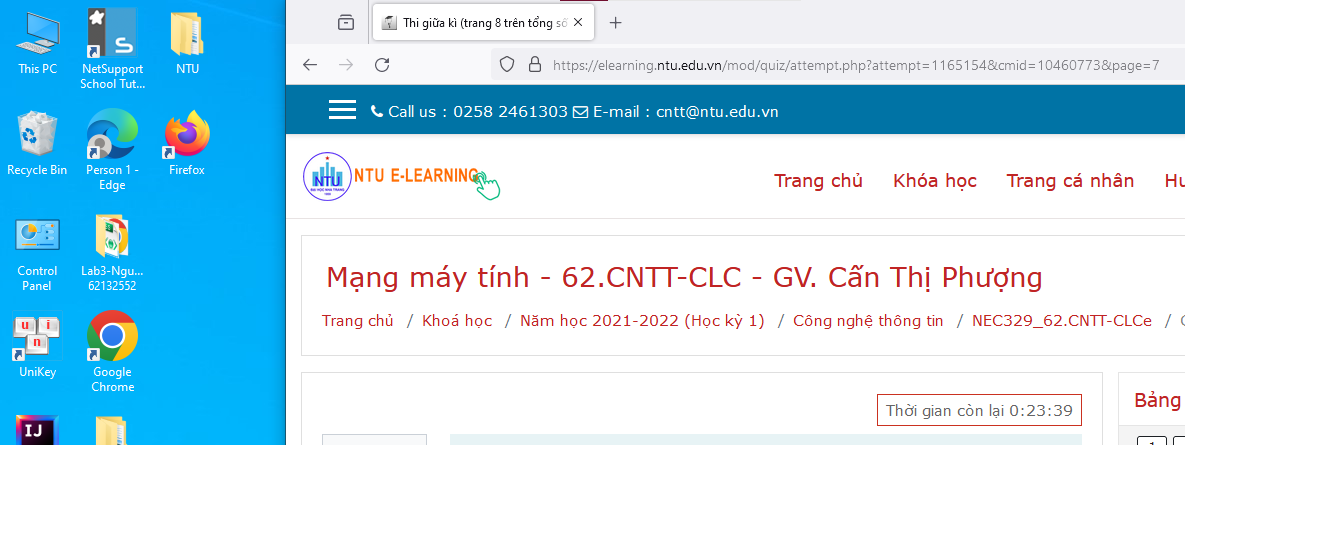 This PC
NetSupport
School Tut...
NTU
Recycle Bin
Person 1 -
Edge
Firefox
Control
Panel
Lab3-Ngu...
62132552
UniKey
Google
Chrome
Thi giữa kì (trang 8 trên tổng số
https://elearning.ntu.edu.vn/mod/quiz/attempt.php?attempt=1165154&cmid=10460773&page=7
Call us : 0258 2461303 E-mail : cntt@ntu.edu.vn
NTU
NTU E-LEARNING
Trang chủ Khóa học Trang cá nhân Hư
Mạng máy tính - 62.CNTT-CLC - GV. Cấn Thị Phượng
Trang chủ / Khoá học / Năm học 2021-2022 (Học kỳ 1) / Công nghệ thông tin / NEC329_62.CNTT-CLCe /
Thời gian còn lại 0:23:39
Bảng
1